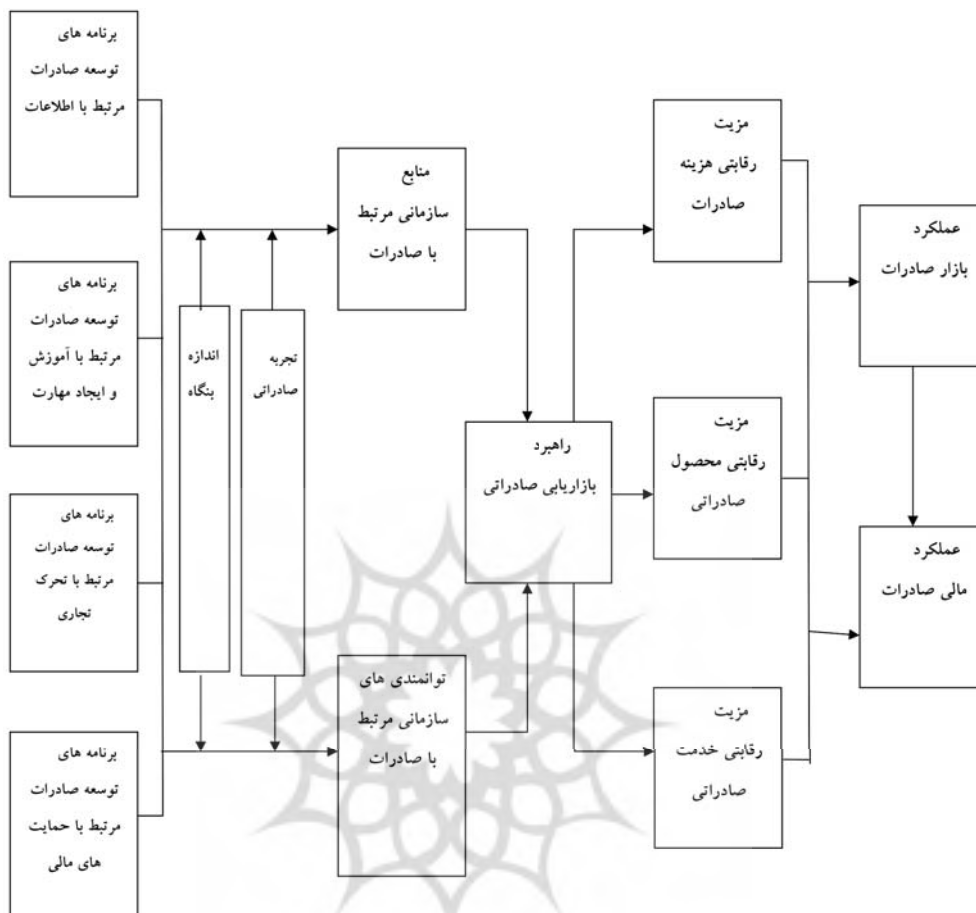 برنامه های
توسعه صادرات
مرتبط با اطلاعات
برنامه های
توسعه صادرات
مرتبط با آموزش
و ایجاد مهارت
برنامه های
توسعه صادرات
مرتبط با تحرک
تجاری
برنامه های
توسعه صادرات
مرتبط با حمایت
های مالی
اندازه
بنگاه
تجربه
صادراتی
منابع
سازمانی مرتبط
با صادرات
توانمندی های
سازمانی مرتبط
با صادرات
راهبرد
بازاریابی صادراتی
مزیت
رقابتی هزینه
صادرات
مزیت
رقابتی محصول
صادراتی
مزیت
رقابتی خدمت
صادراتی
عملکرد
بازار صادرات
عملکرد
مالی صادرات